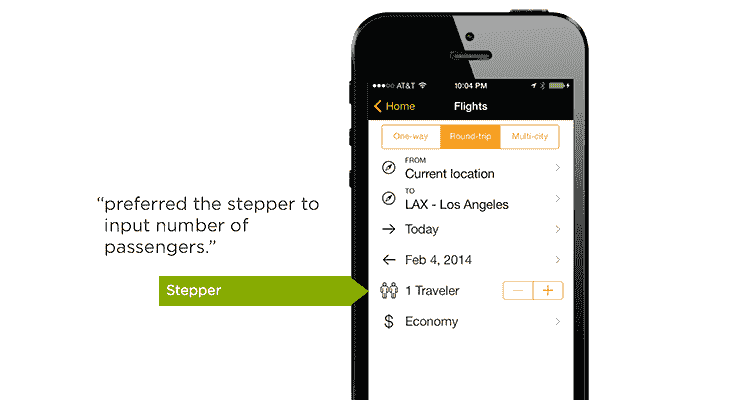 AT&T 10:04 PM
Home Flights
One-way Round-trip Multi-city
FROM
Current location
TO
LAX - Los Angeles
Today
Feb 4, 2014
1 Traveler − +
$ Economy
“preferred the stepper to
input number of
passengers.”
Stepper